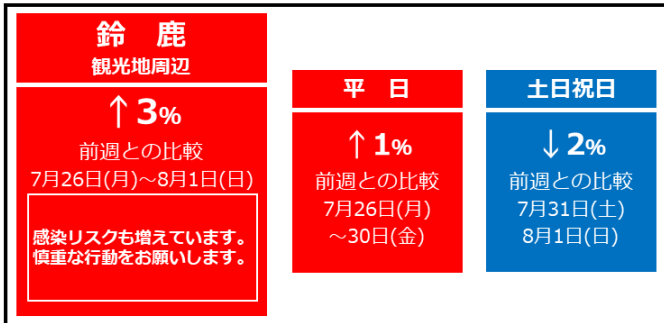 鈴 鹿
観光地周辺
↑3%
前週との比較
7月26日(月)～8月1日(日)
感染リスクも増えています。
慎重な行動をお願いします。
平 日
↑1%
前週との比較
7月26日(月)
～30日(金)
土日祝日
↓2%
前週との比較
7月31日(土)
8月1日(日)